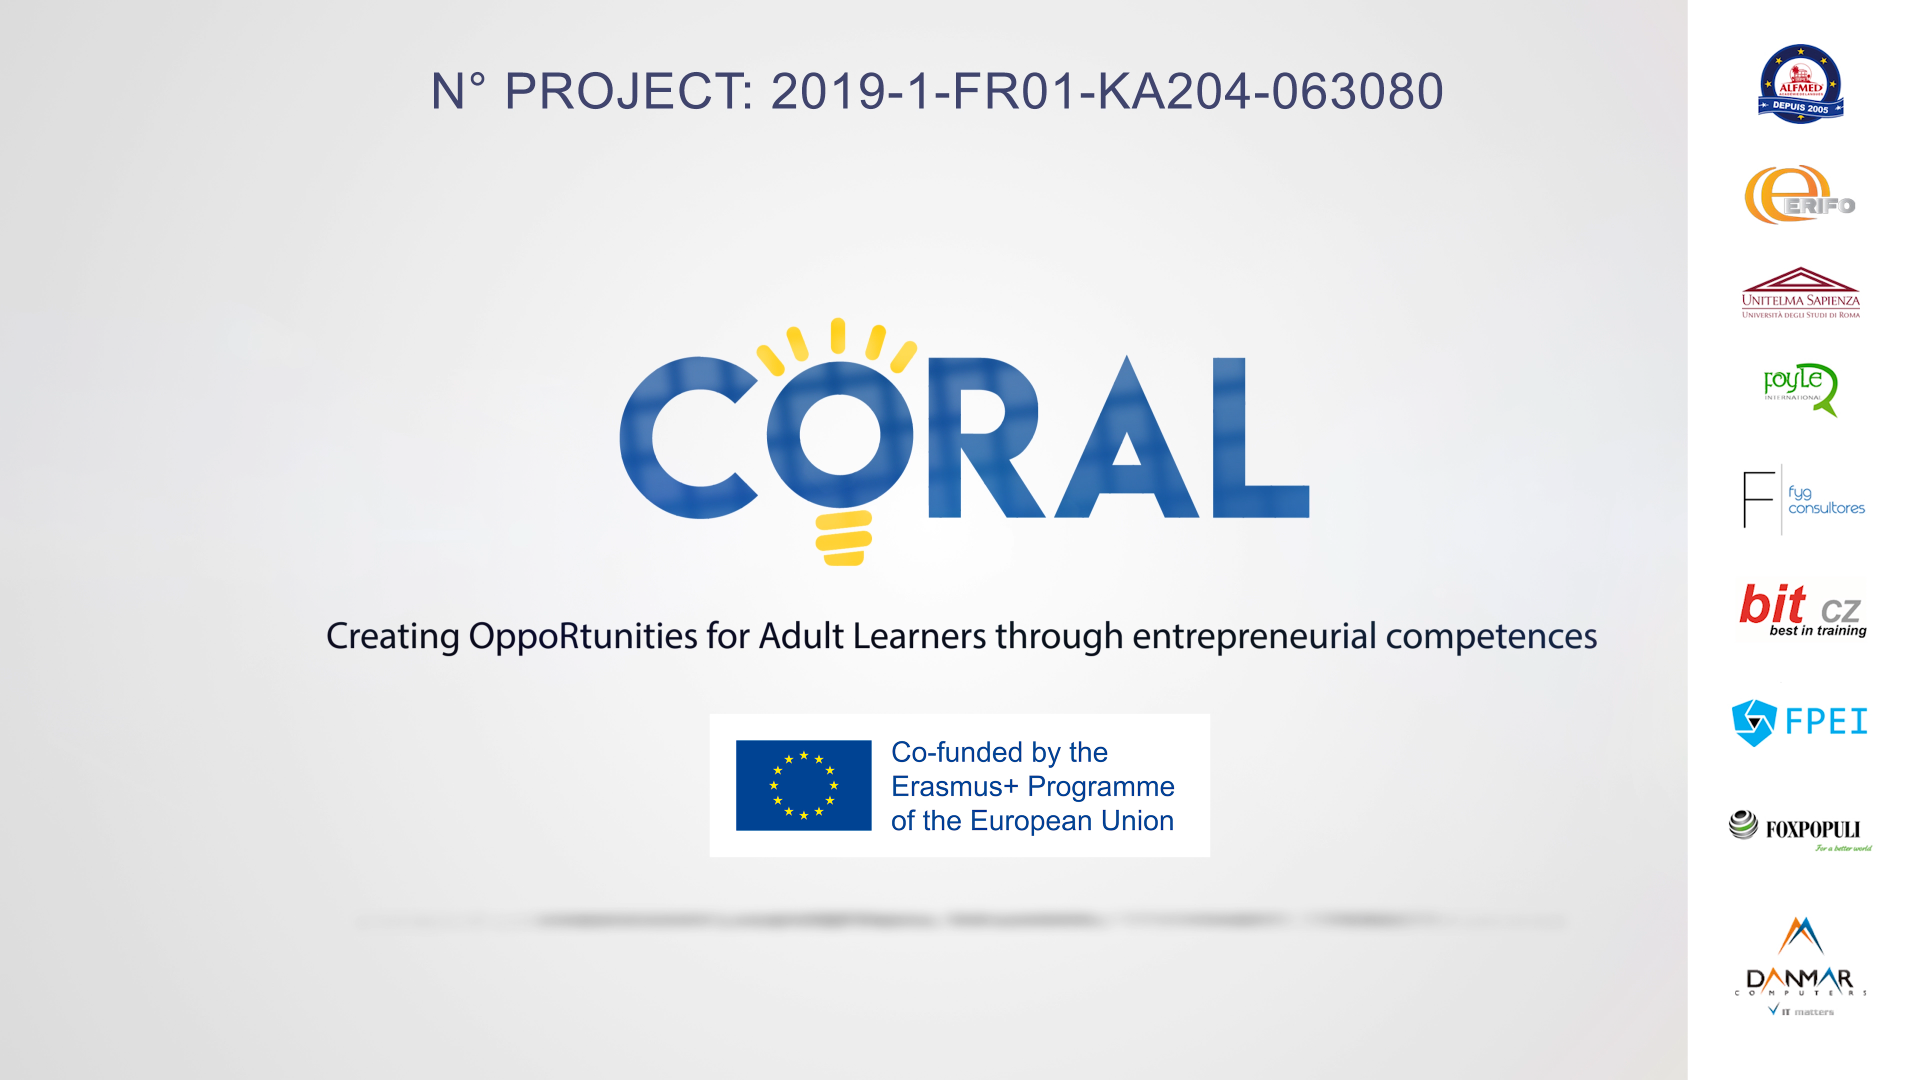 N° PROJECT: 2019-1-FR01-KA204-063080
CORAL
Creating OppoRtunities for Adult Learners through entrepreneurial competences
Co-funded by the
Erasmus+ Programme
of the European Union
ALFMED
DEPUIS 2005
e
ERIFO
UNITELMA SAPIENZA
UNIVERSITÀ DEGLI STUDI DI ROMA
FOYLE
INTERNATIONAL
F
fyg
consultores
bit cz
best in training
FPEI
FOXPOPULI
For a better world
DANMAR
COMPUTERS
IT matters